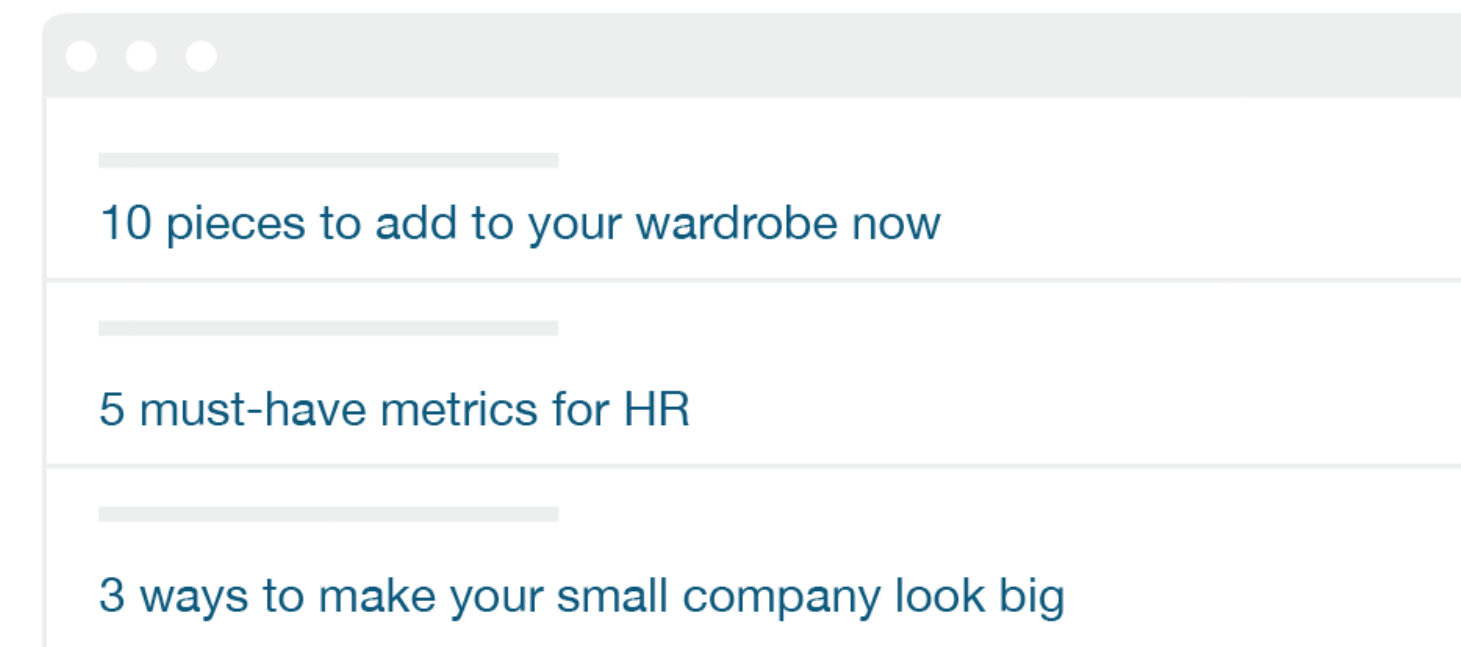 10 pieces to add to your wardrobe now
5 must-have metrics for HR
3 ways to make your small company look big